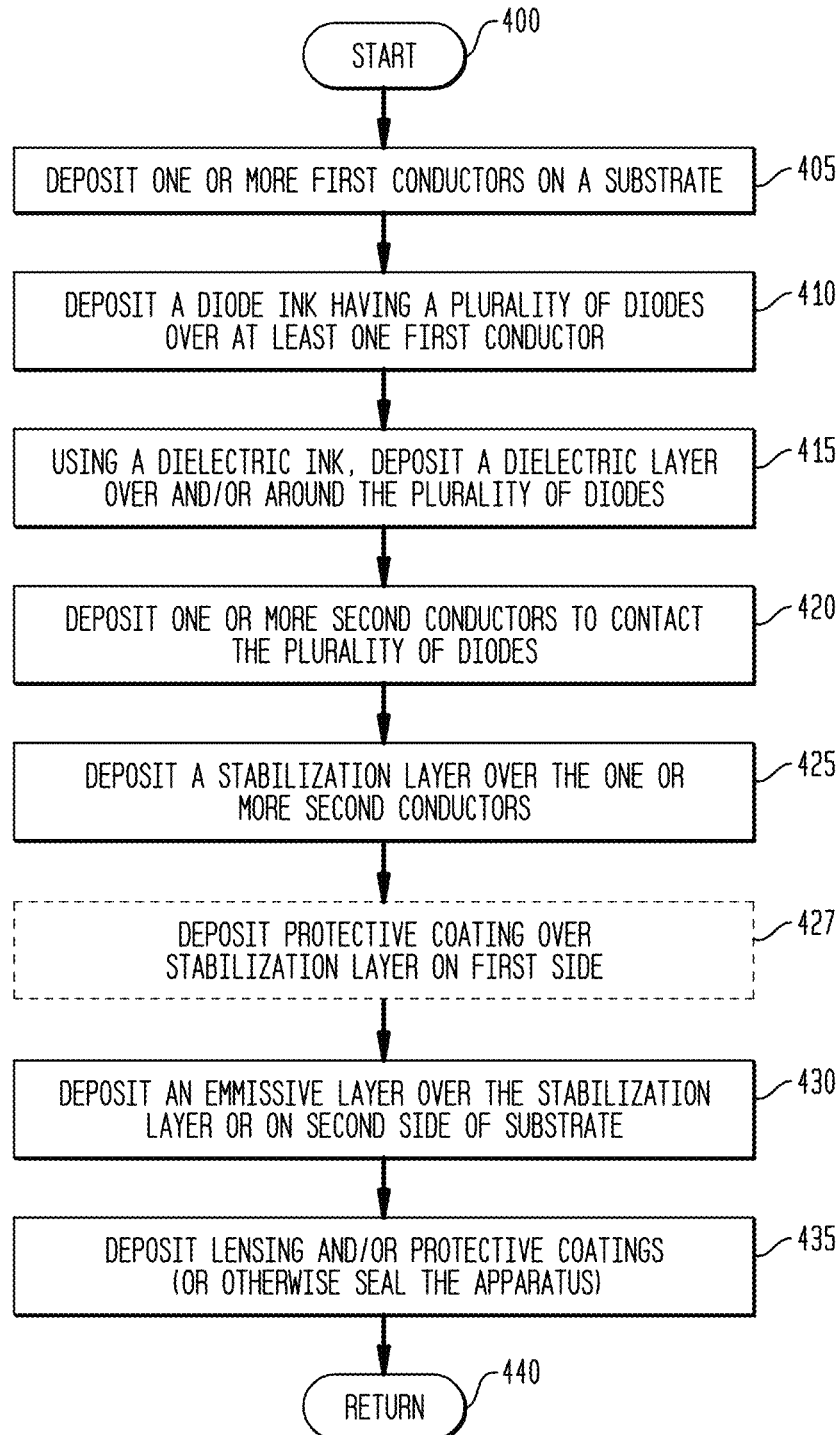 400
START
DEPOSIT ONE OR MORE FIRST CONDUCTORS ON A SUBSTRATE
405
DEPOSIT A DIODE INK HAVING A PLURALITY OF DIODES
OVER AT LEAST ONE FIRST CONDUCTOR
410
USING A DIELECTRIC INK, DEPOSIT A DIELECTRIC LAYER
OVER AND/OR AROUND THE PLURALITY OF DIODES
415
DEPOSIT ONE OR MORE SECOND CONDUCTORS TO CONTACT
THE PLURALITY OF DIODES
420
DEPOSIT A STABILIZATION LAYER OVER THE ONE OR
MORE SECOND CONDUCTORS
425
DEPOSIT PROTECTIVE COATING OVER
STABILIZATION LAYER ON FIRST SIDE
427
DEPOSIT AN EMMISSIVE LAYER OVER THE STABILIZATION
LAYER OR ON SECOND SIDE OF SUBSTRATE
430
DEPOSIT LENSING AND/OR PROTECTIVE COATINGS
(OR OTHERWISE SEAL THE APPARATUS)
435
RETURN
440